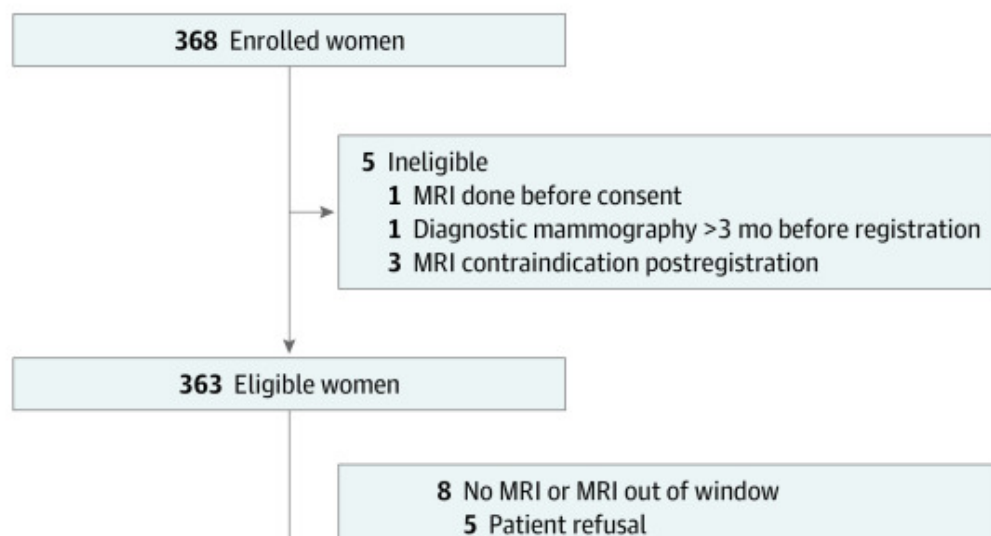 368 Enrolled women
5 Ineligible
1 MRI done before consent
1 Diagnostic mammography >3 mo before registration
3 MRI contraindication postregistration
363 Eligible women
8 No MRI or MRI out of window
5 Patient refusal